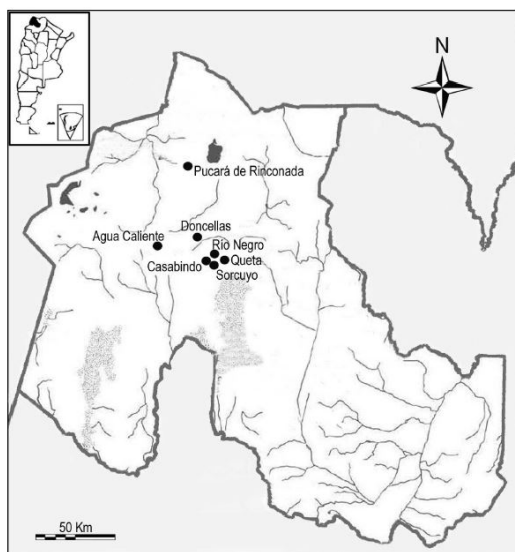 N
Pucará de Rinconada
Doncellas
Agua Caliente
Río Negro
Casabindo
Queta
Sorcuyo
50 Km